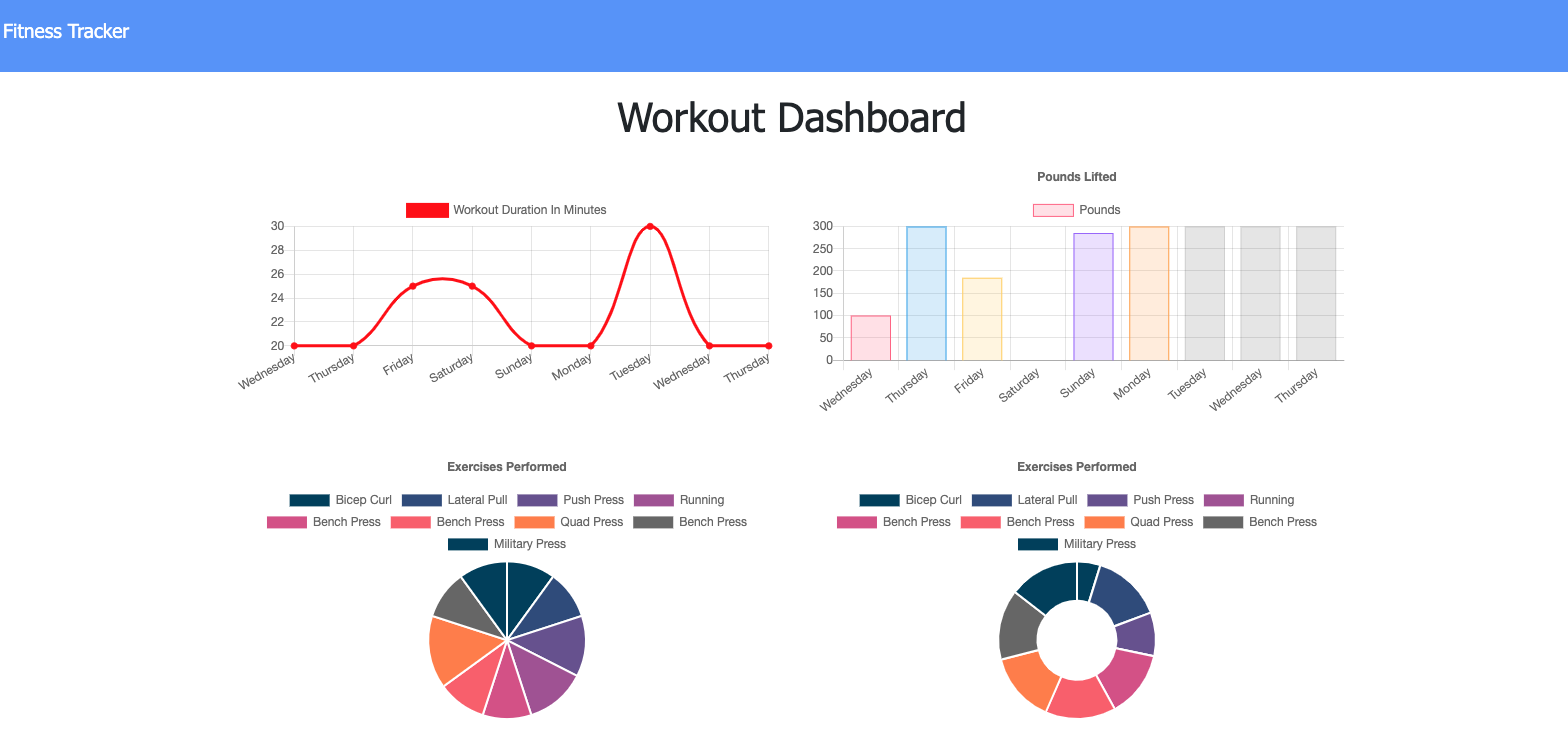 Fitness Tracker
Workout Dashboard
Workout Duration In Minutes
30
28
26
24
22
20
Wednesday Thursday Friday Saturday Sunday Monday Tuesday Wednesday Thursday
Pounds Lifted
Pounds
300
250
200
150
100
50
0
Wednesday Thursday Friday Saturday Sunday Monday Tuesday Wednesday Thursday
Exercises Performed
Bicep Curl Lateral Pull Push Press Running
Bench Press Bench Press Quad Press Bench Press
Military Press
Exercises Performed
Bicep Curl Lateral Pull Push Press Running
Bench Press Bench Press Quad Press Bench Press
Military Press